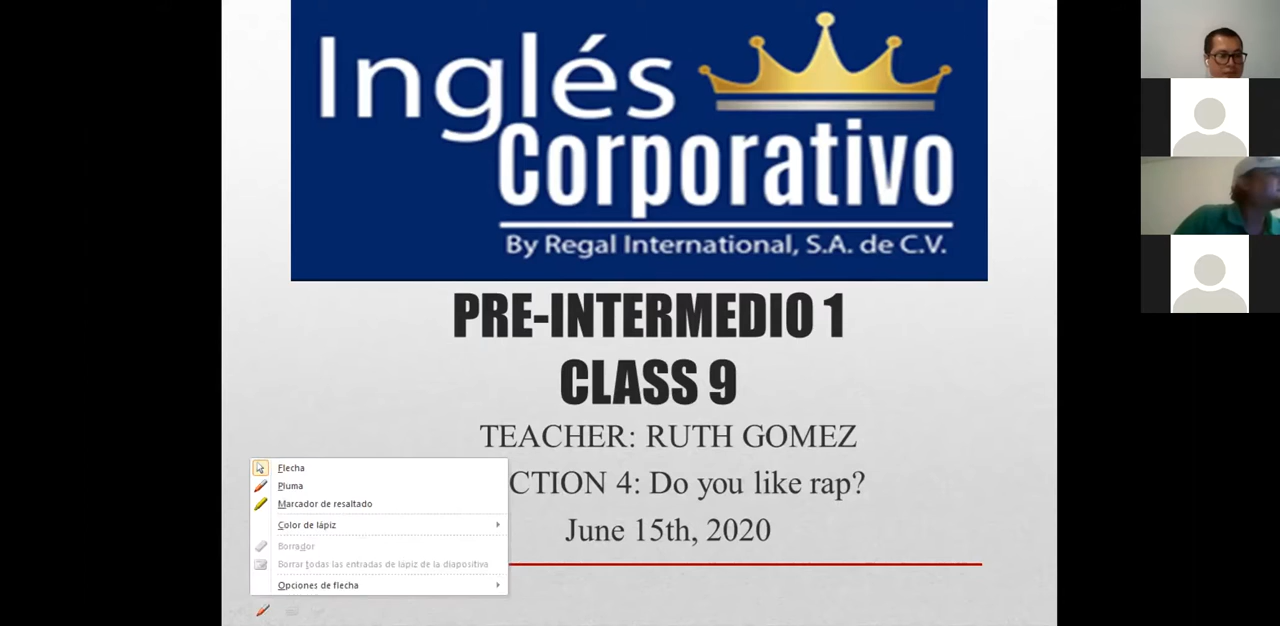 Inglés
Corporativo
By Regal International, S.A. de C.V.
PRE-INTERMEDIO 1
CLASS 9
TEACHER: RUTH GOMEZ
CTION 4: Do you like rap?
June 15th, 2020
Flecha
Pluma
Marcador de resaltado
Color de lápiz
Borrador
Borrar todas las entradas de lápiz de la diapositiva
Opciones de flecha